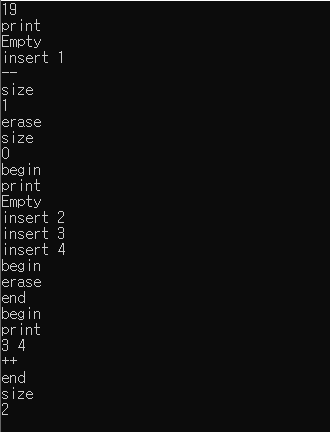 19
print
Empty
insert 1
--
size
1
erase
size
0
begin
print
Empty
insert 2
insert 3
insert 4
begin
erase
end
begin
print
3 4
++
end
size
2